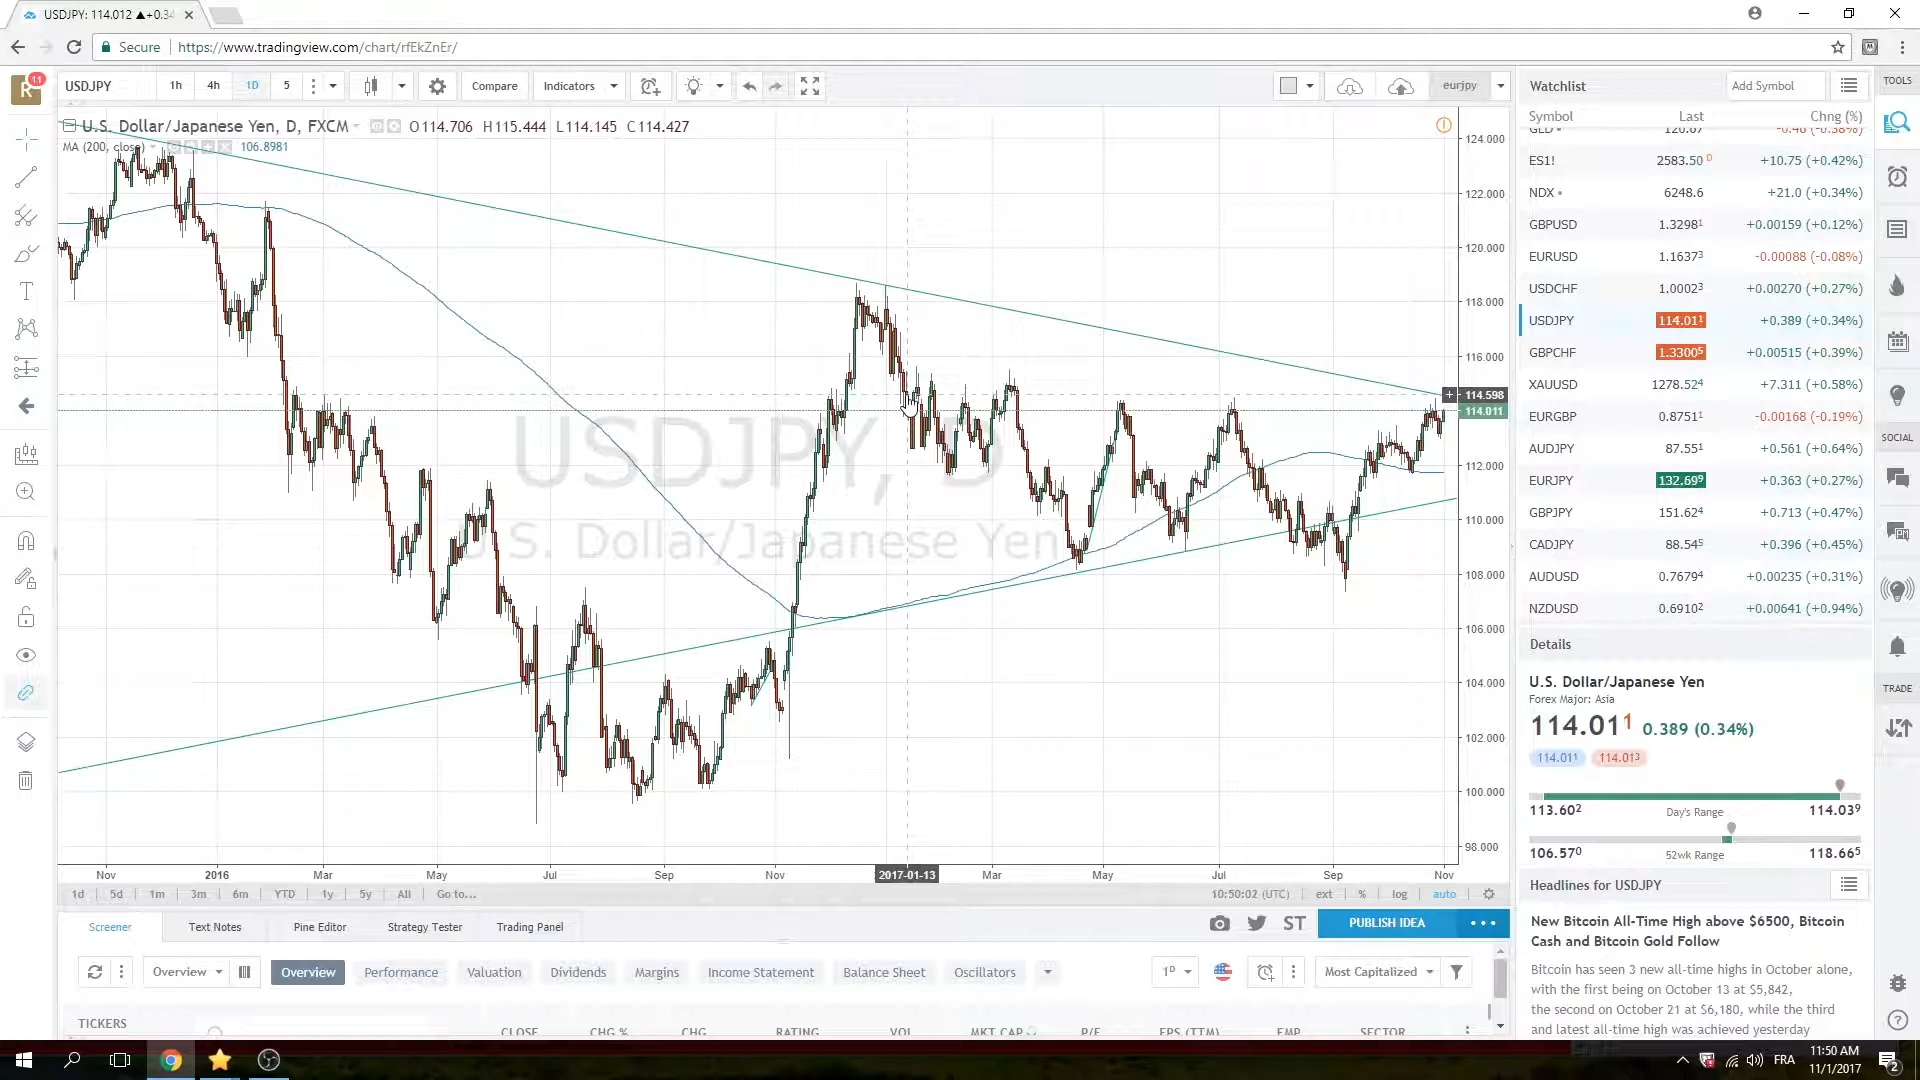 USDJPY: 114.012 ▲+0.34
Secure https://www.tradingview.com/chart/rfEkZnEr/
R 11 USDJPY 1h 4h 1D 5 Compare Indicators eurjpy
U.S. Dollar/Japanese Yen, D, FXCM O114.706 H115.444 L114.145 C114.427
MA (200, close) 106.8981
USDJPY, D
U.S. Dollar/Japanese Yen
124.000
122.000
120.000
118.000
116.000
114.598
114.011
112.000
110.000
108.000
106.000
104.000
102.000
100.000
98.000
Nov 2016 Mar May Jul Sep Nov 2017-01-13 Mar May Jul Sep Nov
1d 5d 1m 3m 6m YTD 1y 5y All Go to... 10:50:02 (UTC) ext % log auto
Screener Text Notes Pine Editor Strategy Tester Trading Panel ST PUBLISH IDEA
Overview Overview Performance Valuation Dividends Margins Income Statement Balance Sheet Oscillators 1D Most Capitalized
TICKERS CLOSE CHG % CHG RATING VOL MKT CAP P/E EPS (TTM) EMP SECTOR
Watchlist Add Symbol
Symbol Last Chng (%)
GLD 120.67 -0.46 (-0.38%)
ES1! 2583.50 D +10.75 (+0.42%)
NDX 6248.6 +21.0 (+0.34%)
GBPUSD 1.32981 +0.00159 (+0.12%)
EURUSD 1.16373 -0.00088 (-0.08%)
USDCHF 1.00023 +0.00270 (+0.27%)
USDJPY 114.011 +0.389 (+0.34%)
GBPCHF 1.33005 +0.00515 (+0.39%)
XAUUSD 1278.524 +7.311 (+0.58%)
EURGBP 0.87511 -0.00168 (-0.19%)
AUDJPY 87.551 +0.561 (+0.64%)
EURJPY 132.699 +0.363 (+0.27%)
GBPJPY 151.624 +0.713 (+0.47%)
CADJPY 88.545 +0.396 (+0.45%)
AUDUSD 0.76794 +0.00235 (+0.31%)
NZDUSD 0.69102 +0.00641 (+0.94%)
Details
U.S. Dollar/Japanese Yen
Forex Major: Asia
114.011 0.389 (0.34%)
114.011 114.013
113.602 Day's Range 114.039
106.570 52wk Range 118.665
Headlines for USDJPY
New Bitcoin All-Time High above $6500, Bitcoin
Cash and Bitcoin Gold Follow
Bitcoin has seen 3 new all-time highs in October alone,
with the first being on October 13 at $5,842,
the second on October 21 at $6,180, while the third
and latest all-time high was achieved yesterday
TOOLS
SOCIAL
TRADE
FRA 11:50 AM
11/1/2017
2